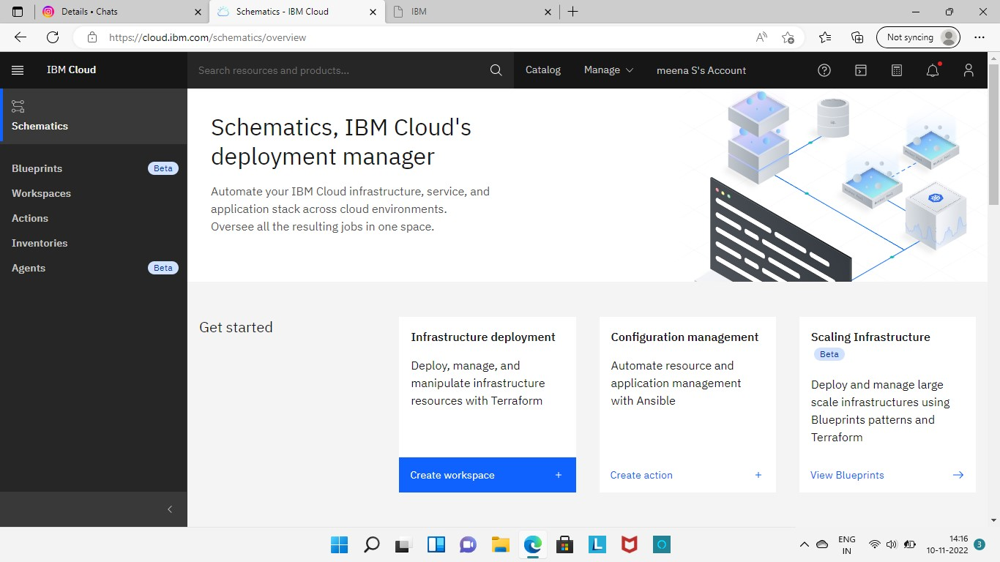 Details • Chats
Schematics - IBM Cloud
IBM
https://cloud.ibm.com/schematics/overview
Not syncing
IBM Cloud
Search resources and products...
Catalog
Manage
meena S's Account
Schematics
Blueprints
Beta
Workspaces
Actions
Inventories
Agents
Beta
Schematics, IBM Cloud's
deployment manager
Automate your IBM Cloud infrastructure, service, and
application stack across cloud environments.
Oversee all the resulting jobs in one space.
Get started
Infrastructure deployment
Deploy, manage, and
manipulate infrastructure
resources with Terraform
Create workspace
Configuration management
Automate resource and
application management
with Ansible
Create action
Scaling Infrastructure
Beta
Deploy and manage large
scale infrastructures using
Blueprints patterns and
Terraform
View Blueprints
ENG
IN
14:16
10-11-2022
3